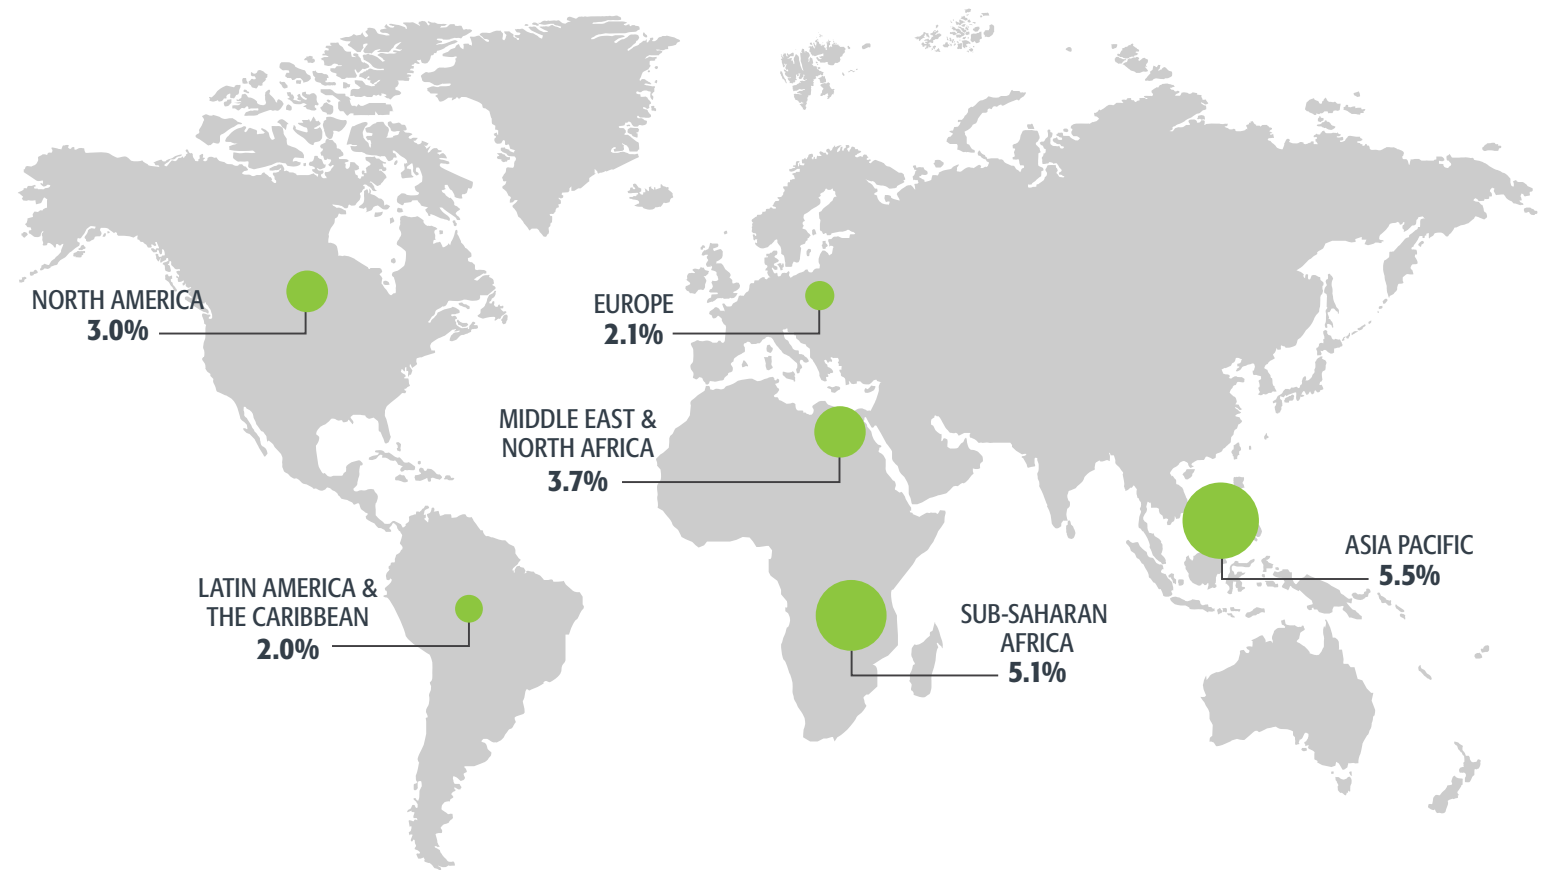 NORTH AMERICA
3.0%
EUROPE
2.1%
MIDDLE EAST &
NORTH AFRICA
3.7%
ASIA PACIFIC
5.5%
LATIN AMERICA &
THE CARIBBEAN
2.0%
SUB-SAHARAN
AFRICA
5.1%